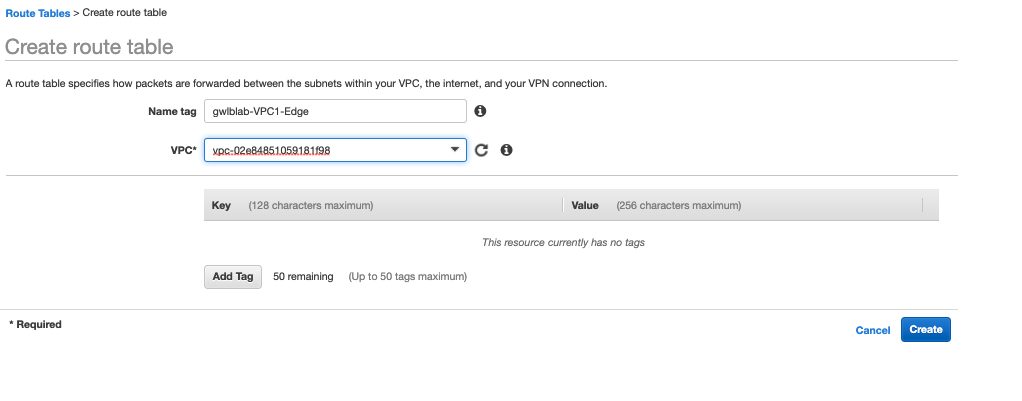 Route Tables > Create route table
Create route table
A route table specifies how packets are forwarded between the subnets within your VPC, the internet, and your VPN connection.
Name tag gwlblab-VPC1-Edge
VPC* vpc-02e84851059181f98
Key (128 characters maximum) Value (256 characters maximum)
This resource currently has no tags
Add Tag 50 remaining (Up to 50 tags maximum)
* Required
Cancel Create